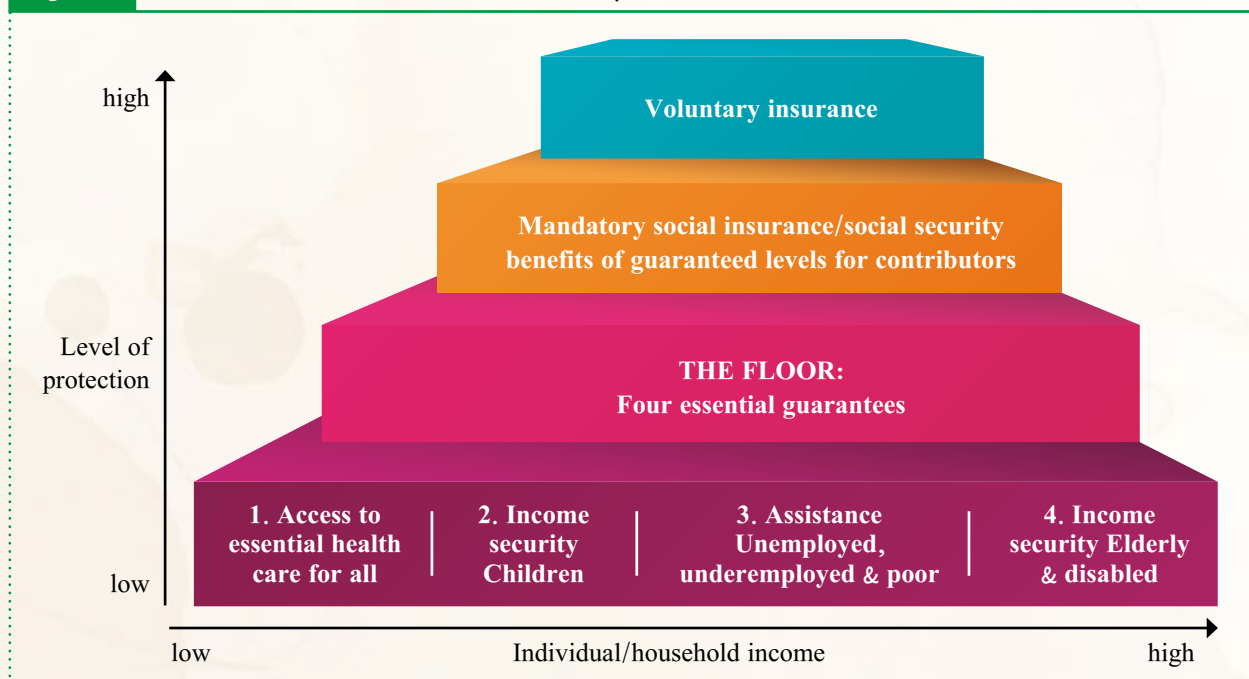 high
Voluntary insurance
Mandatory social insurance/social security
benefits of guaranteed levels for contributors
Level of
protection
THE FLOOR:
Four essential guarantees
1. Access to
essential health
care for all
2. Income
security
Children
3. Assistance
Unemployed,
underemployed & poor
4. Income
security Elderly
& disabled
low
low
Individual/household income
high